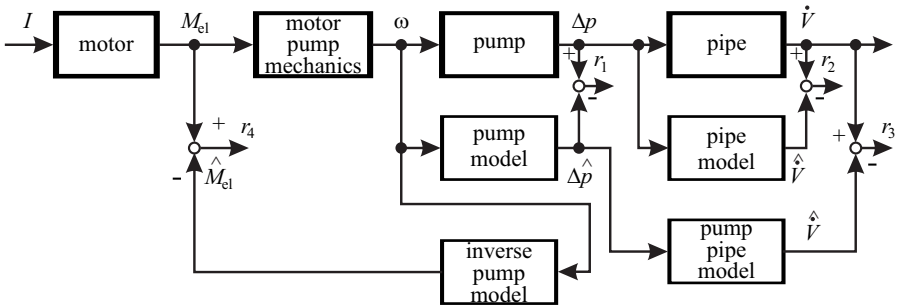 I
motor
M_el
motor
pump
mechanics
ω
pump
Δp
pipe
V̇
+
r_1
-
+
r_2
-
pump
model
Δp̂
pipe
model
V̇̂
+
r_3
-
+
r_4
-
M̂_el
inverse
pump
model
pump
pipe
model
V̇̂